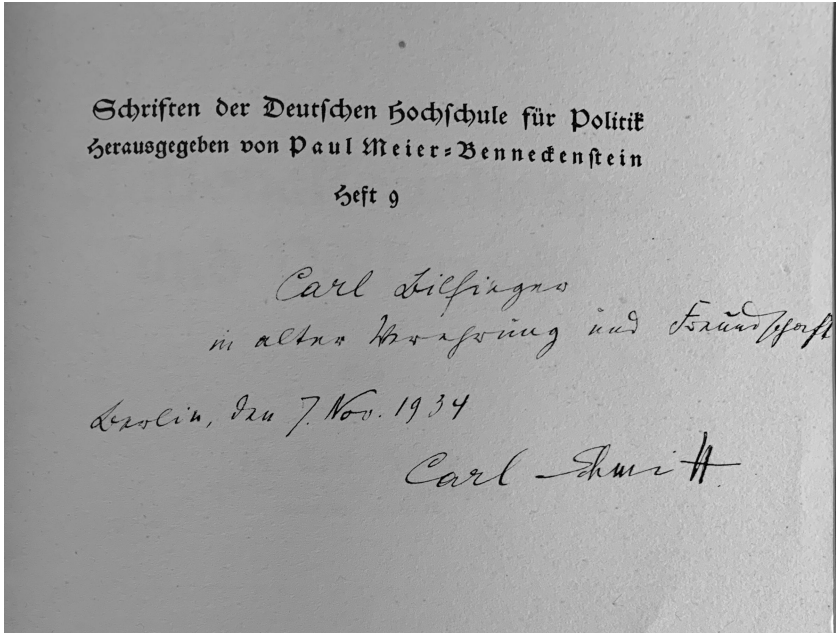 Schriften der Deutschen Hochschule für Politik
Herausgegeben von Paul Meier-Benneckenstein
Heft 9
Carl Bilfinger
in alter Verehrung und Freundschaft
Berlin, den 7. Nov. 1934
Carl Schmitt